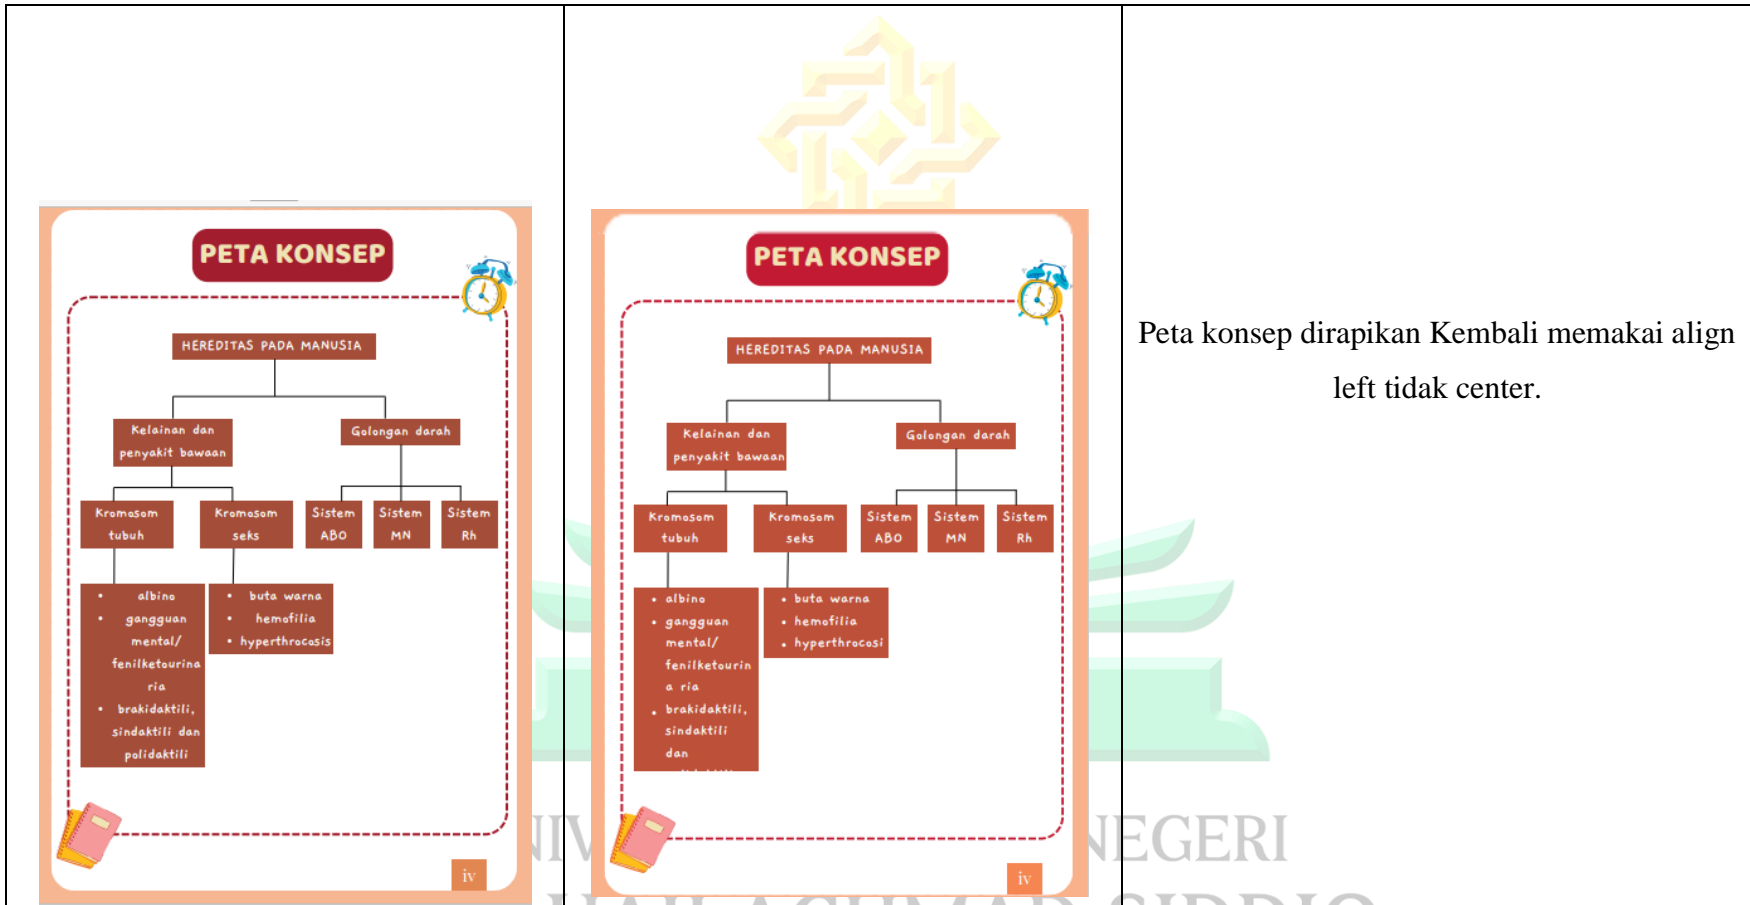 PETA KONSEP
HEREDITAS PADA MANUSIA
Kelainan dan
penyakit bawaan
Golongan darah
Kromosom
tubuh
Kromosom
seks
Sistem
ABO
Sistem
MN
Sistem
Rh
• albino
• gangguan
mental/
fenilketourina
ria
• brakidaktili,
sindaktili dan
polidaktili
• buta warna
• hemofilia
• hyperthrocosis
iv
PETA KONSEP
HEREDITAS PADA MANUSIA
Kelainan dan
penyakit bawaan
Golongan darah
Kromosom
tubuh
Kromosom
seks
Sistem
ABO
Sistem
MN
Sistem
Rh
• albino
• gangguan
mental/
fenilketourin
a ria
• brakidaktili,
sindaktili
dan
• buta warna
• hemofilia
• hyperthrocosi
iv
Peta konsep dirapikan Kembali memakai align
left tidak center.
NEGERI